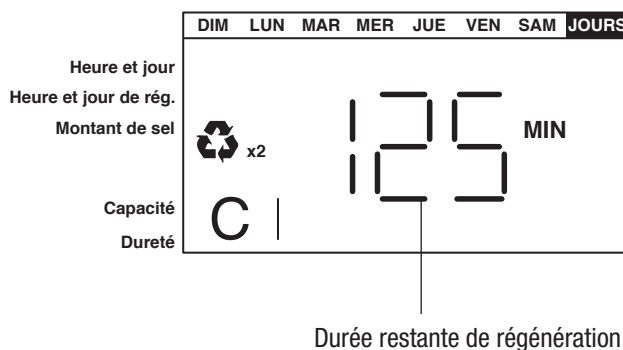 DIM LUN MAR MER JUE VEN SAM JOURS
Heure et jour
Heure et jour de rég.
Montant de sel
x2
125 MIN
Capacité
C |
Dureté
Durée restante de régénération